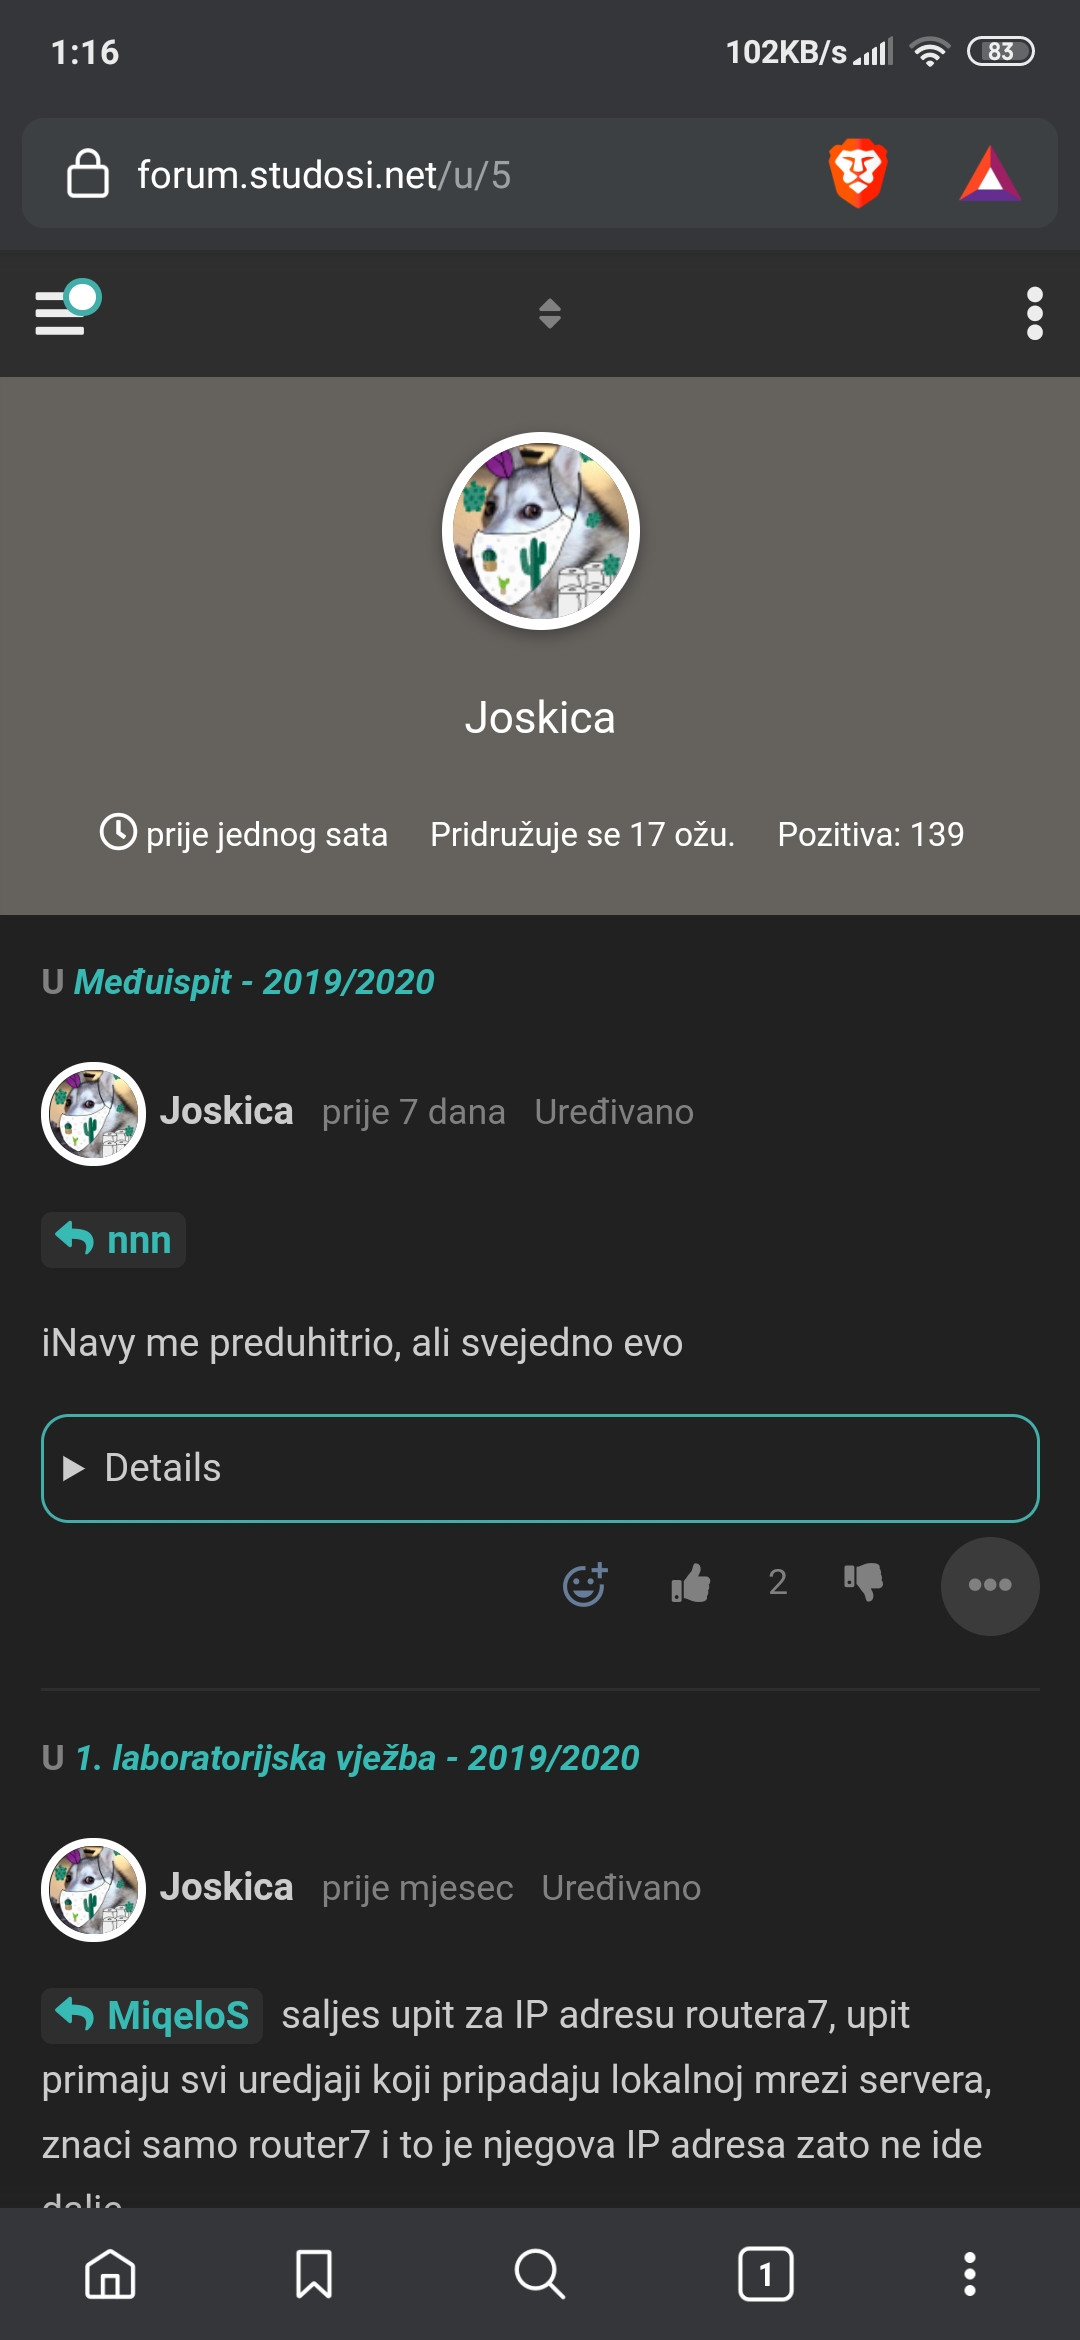 1:16 102KB/s 83
forum.studosi.net/u/5
Joskica
prije jednog sata Pridružuje se 17 ožu. Pozitiva: 139
U Međuispit - 2019/2020
Joskica prije 7 dana Uređivano
nnn
iNavy me preduhitrio, ali svejedno evo
Details
2
U 1. laboratorijska vježba - 2019/2020
Joskica prije mjesec Uređivano
MiqeloS saljes upit za IP adresu routera7, upit
primaju svi uredjaji koji pripadaju lokalnoj mrezi servera,
znaci samo router7 i to je njegova IP adresa zato ne ide
dalje
1